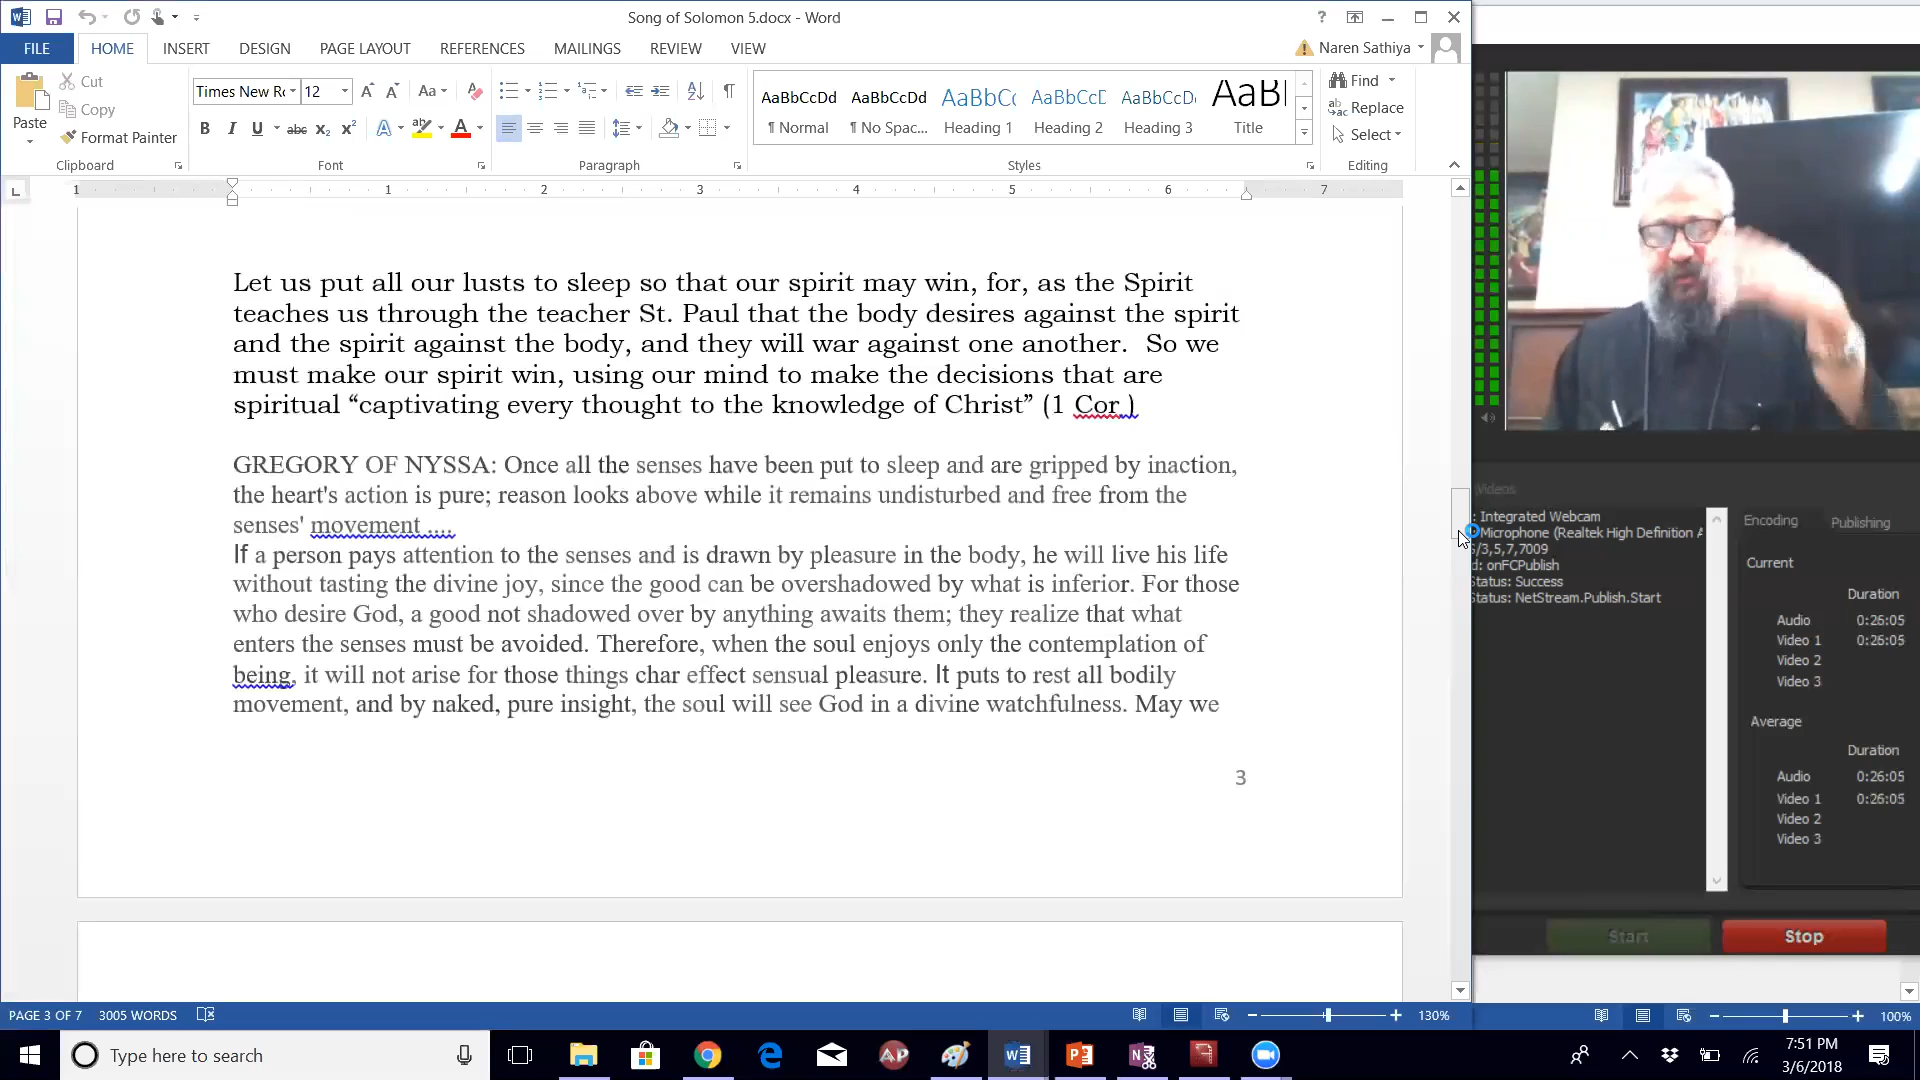 Song of Solomon 5.docx - Word
FILE HOME INSERT DESIGN PAGE LAYOUT REFERENCES MAILINGS REVIEW VIEW
Naren Sathiya
Paste
Cut
Copy
Format Painter
Clipboard
Times New Ro 12
Font
Paragraph
AaBbCcDd AaBbCcDd AaBbCc AaBbCcD AaBbCcDd AaBl
¶ Normal ¶ No Spac... Heading 1 Heading 2 Heading 3 Title
Styles
Find
Replace
Select
Editing
1 1 2 3 4 5 6 7
Let us put all our lusts to sleep so that our spirit may win, for, as the Spirit
teaches us through the teacher St. Paul that the body desires against the spirit
and the spirit against the body, and they will war against one another. So we
must make our spirit win, using our mind to make the decisions that are
spiritual “captivating every thought to the knowledge of Christ” (1 Cor )
GREGORY OF NYSSA: Once all the senses have been put to sleep and are gripped by inaction,
the heart's action is pure; reason looks above while it remains undisturbed and free from the
senses' movement ....
If a person pays attention to the senses and is drawn by pleasure in the body, he will live his life
without tasting the divine joy, since the good can be overshadowed by what is inferior. For those
who desire God, a good not shadowed over by anything awaits them; they realize that what
enters the senses must be avoided. Therefore, when the soul enjoys only the contemplation of
being, it will not arise for those things char effect sensual pleasure. It puts to rest all bodily
movement, and by naked, pure insight, the soul will see God in a divine watchfulness. May we
3
PAGE 3 OF 7 3005 WORDS
130%
Videos
: Integrated Webcam
Microphone (Realtek High Definition A
/3,5,7,7009
d: onFCPublish
Status: Success
Status: NetStream.Publish.Start
Encoding Publishing
Current
Duration
Audio 0:26:05
Video 1 0:26:05
Video 2
Video 3
Average
Duration
Audio 0:26:05
Video 1 0:26:05
Video 2
Video 3
Start Stop
100%
Type here to search
7:51 PM
3/6/2018